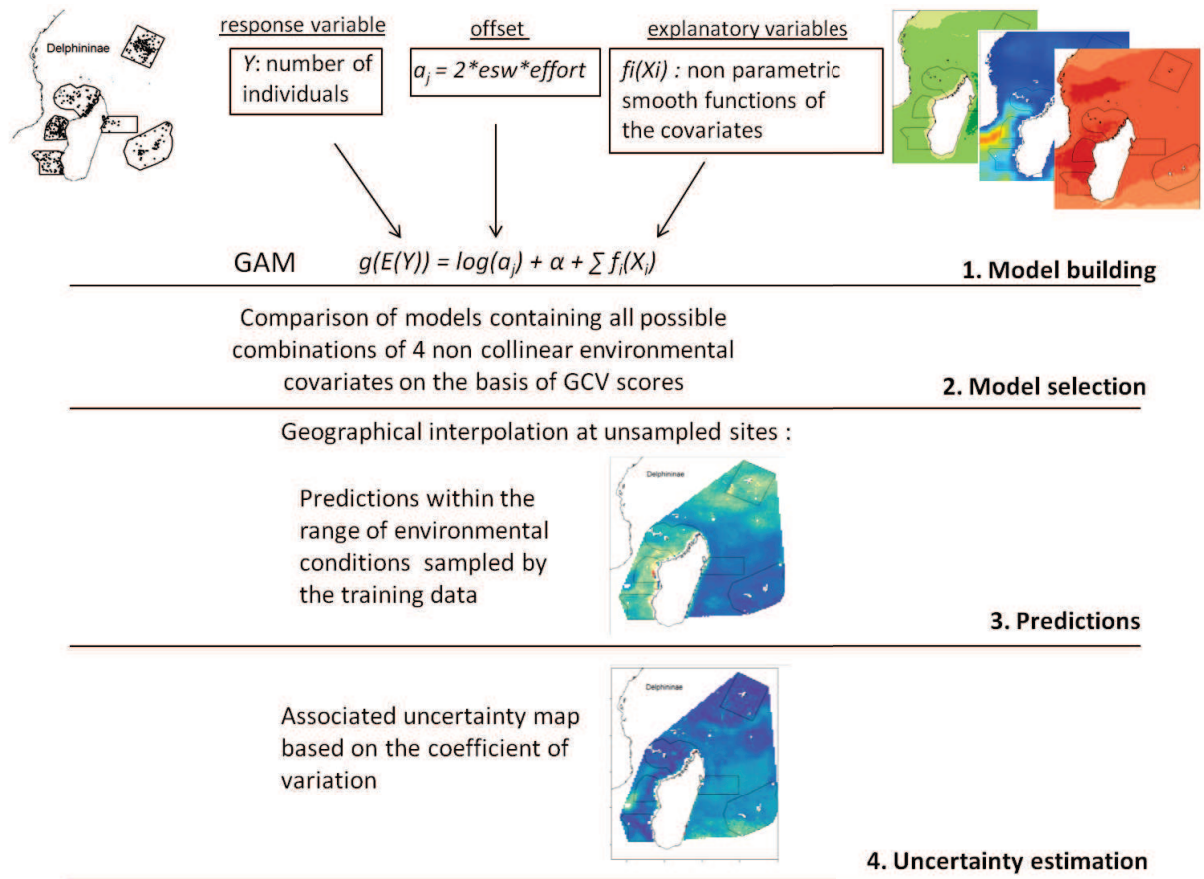 Delphininae
response variable
Y: number of
individuals
offset
a_j = 2*esw*effort
explanatory variables
fi(Xi) : non parametric
smooth functions of
the covariates
GAM
g(E(Y)) = log(a_j) + α + ∑ f_i(X_i)
1. Model building
Comparison of models containing all possible
combinations of 4 non collinear environmental
covariates on the basis of GCV scores
2. Model selection
Geographical interpolation at unsampled sites :
Predictions within the
range of environmental
conditions sampled by
the training data
Delphininae
3. Predictions
Associated uncertainty map
based on the coefficient of
variation
Delphininae
4. Uncertainty estimation